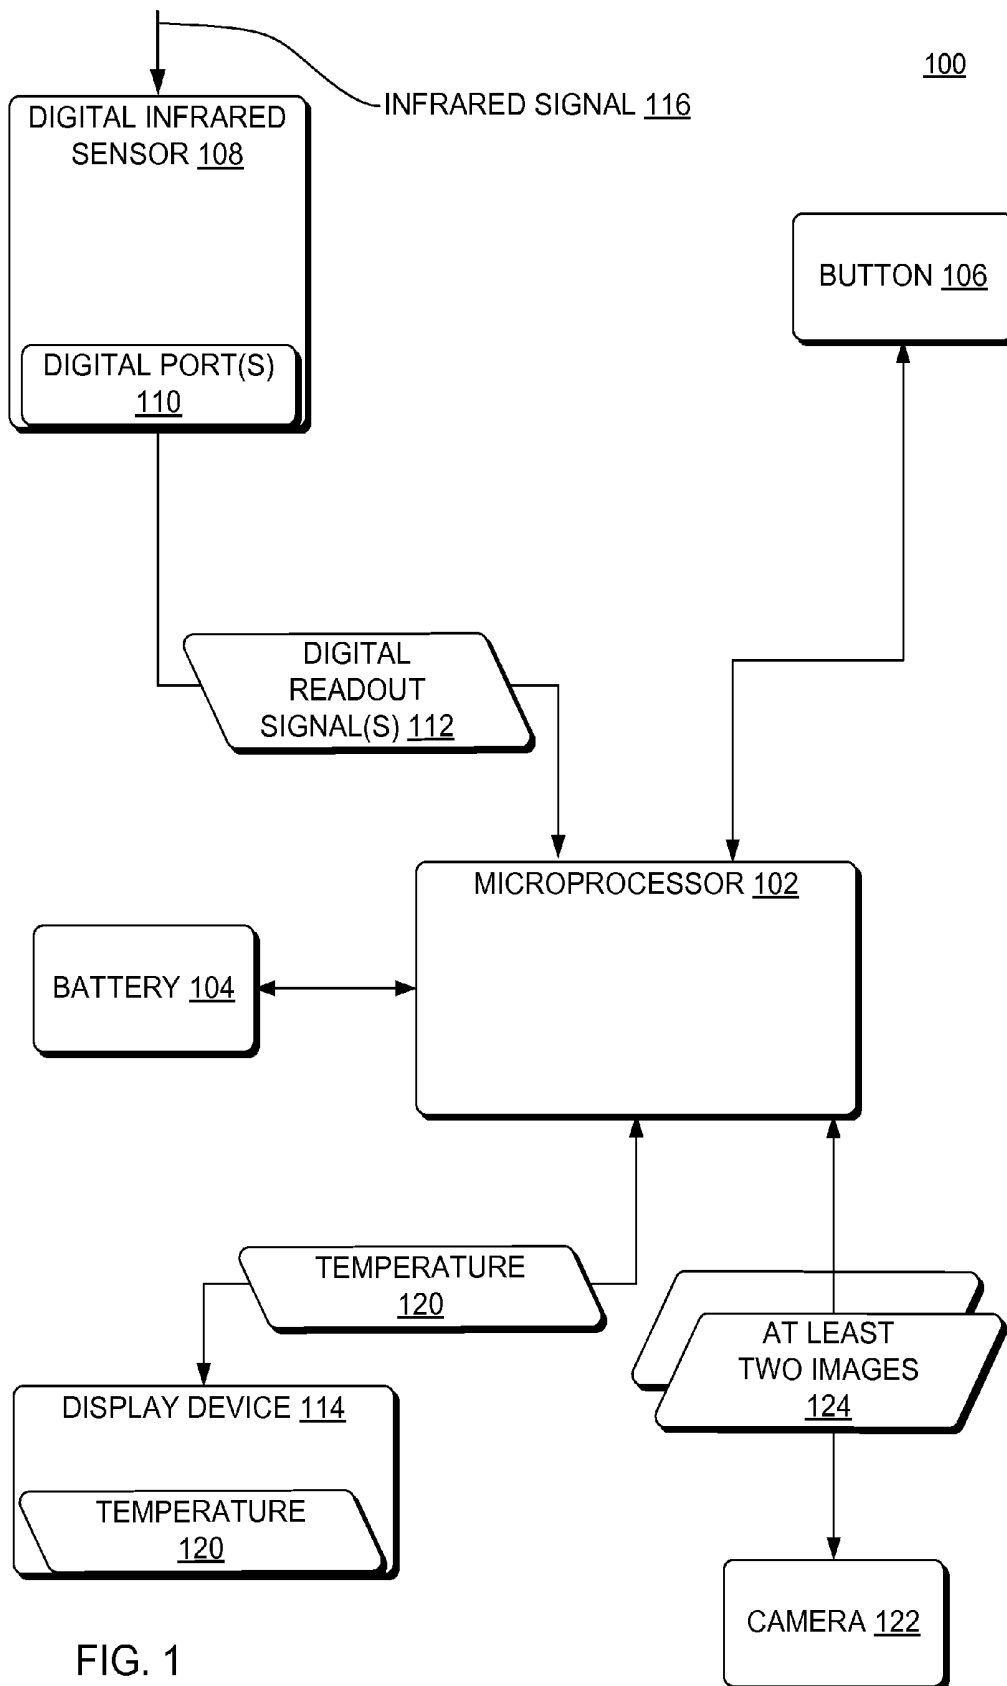 100
INFRARED SIGNAL 116
DIGITAL INFRARED
SENSOR 108
DIGITAL PORT(S)
110
BUTTON 106
DIGITAL
READOUT
SIGNAL(S) 112
MICROPROCESSOR 102
BATTERY 104
TEMPERATURE
120
AT LEAST
TWO IMAGES
124
DISPLAY DEVICE 114
TEMPERATURE
120
CAMERA 122
FIG. 1